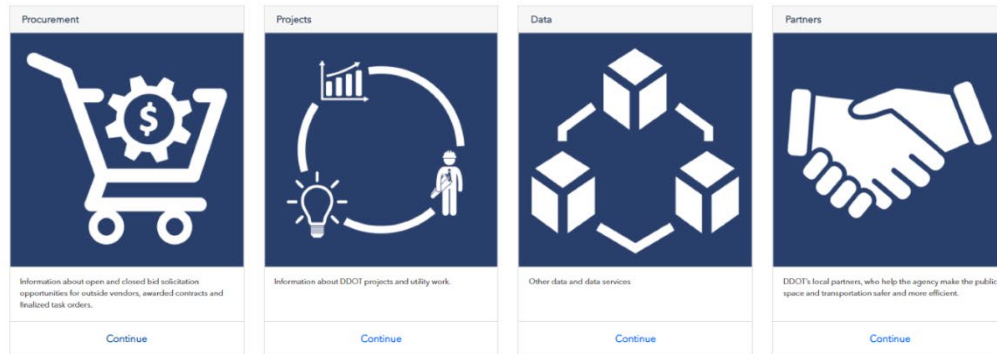 Procurement
Projects
Data
Partners
$
Information about open and closed bid solicitation
opportunities for outside vendors, awarded contracts and
finalized task orders.
Information about DDOT projects and utility work.
Other data and data services
DDOT's local partners, who help the agency make the public
space and transportation safer and more efficient.
Continue
Continue
Continue
Continue